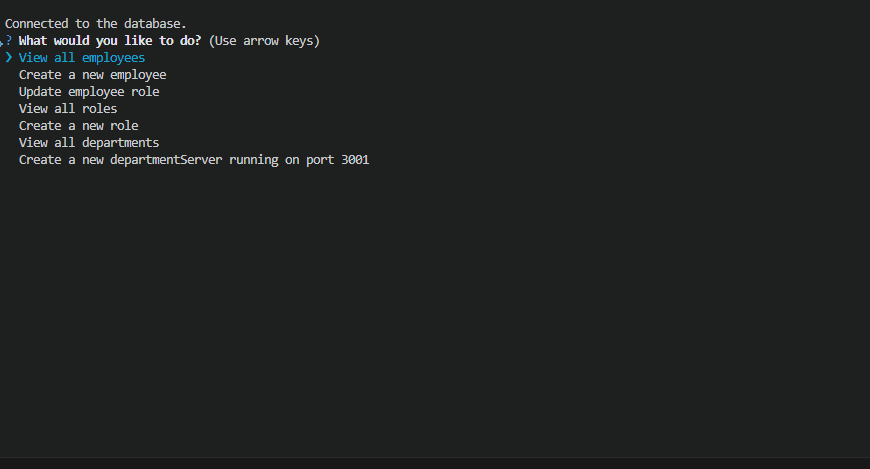 Connected to the database.
? What would you like to do? (Use arrow keys)
❯ View all employees
Create a new employee
Update employee role
View all roles
Create a new role
View all departments
Create a new departmentServer running on port 3001